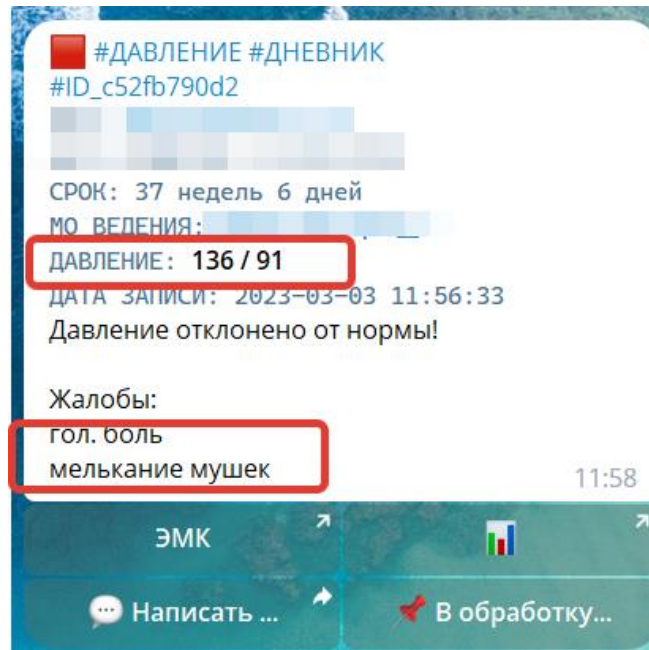 #ДАВЛЕНИЕ #ДНЕВНИК
#ID_c52fb790d2
СРОК: 37 недель 6 дней
МО ВЕДЕНИЯ:
ДАВЛЕНИЕ: 136 / 91
ДАТА ЗАПИСИ: 2023-03-03 11:56:33
Давление отклонено от нормы!
Жалобы:
гол. боль
мелькание мушек
11:58
ЭМК
Написать ...
В обработку...